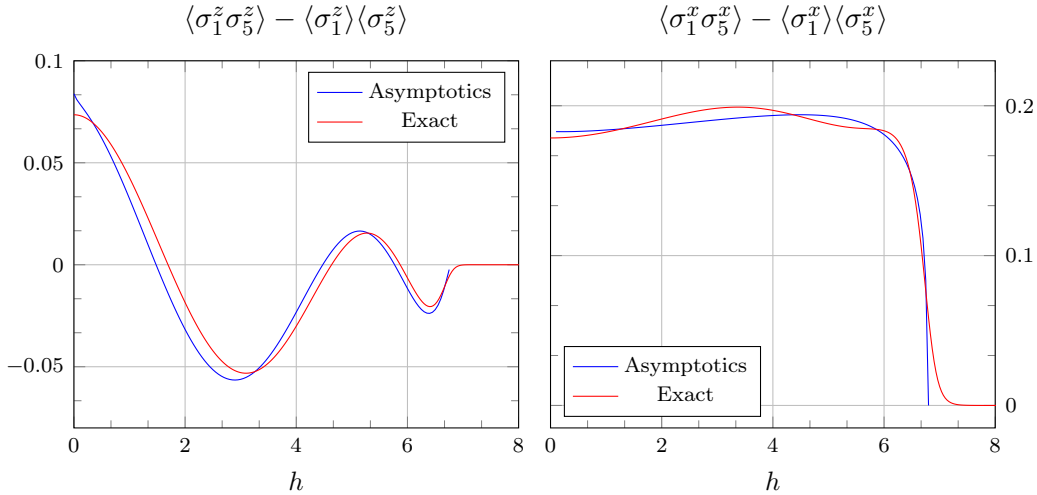 ⟨σ₁ᶻσ₅ᶻ⟩ − ⟨σ₁ᶻ⟩⟨σ₅ᶻ⟩
0.1
0.05
0
−0.05
0 2 4 6 8
h
Asymptotics
Exact
⟨σ₁ˣσ₅ˣ⟩ − ⟨σ₁ˣ⟩⟨σ₅ˣ⟩
0.2
0.1
0
0 2 4 6 8
h
Asymptotics
Exact